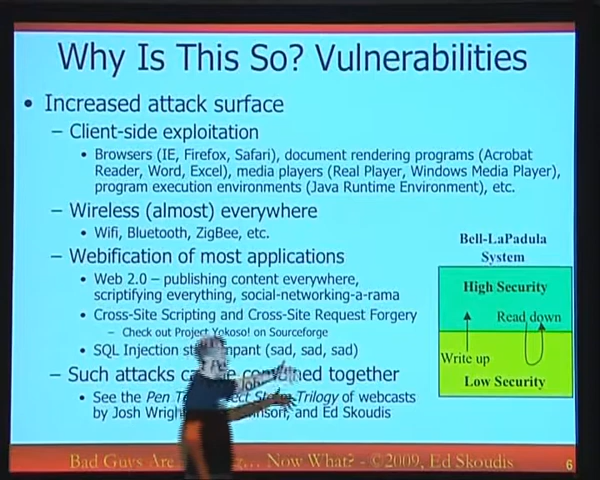 Why Is This So? Vulnerabilities
• Increased attack surface
– Client-side exploitation
• Browsers (IE, Firefox, Safari), document rendering programs (Acrobat
Reader, Word, Excel), media players (Real Player, Windows Media Player),
program execution environments (Java Runtime Environment), etc.
– Wireless (almost) everywhere
• Wifi, Bluetooth, ZigBee, etc.
– Webification of most applications
• Web 2.0 – publishing content everywhere,
scriptifying everything, social-networking-a-rama
• Cross-Site Scripting and Cross-Site Request Forgery
– Check out Project Yokoso! on Sourceforge
• SQL Injection (sad, sad, sad)
– Such attacks together
• See the Pen Trilogy of webcasts
by Josh and Ed Skoudis
Bell-LaPadula
System
High Security
Read down
Write up
Low Security
Bad Guys Are Now What? - ©2009, Ed Skoudis
6